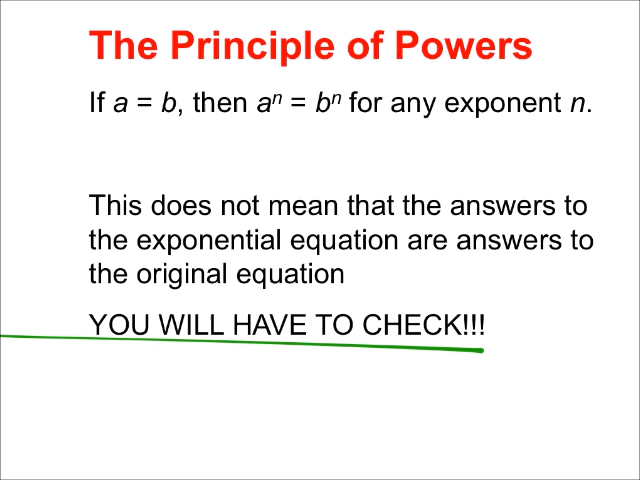 The Principle of Powers
If a = b, then aⁿ = bⁿ for any exponent n.
This does not mean that the answers to
the exponential equation are answers to
the original equation
YOU WILL HAVE TO CHECK!!!